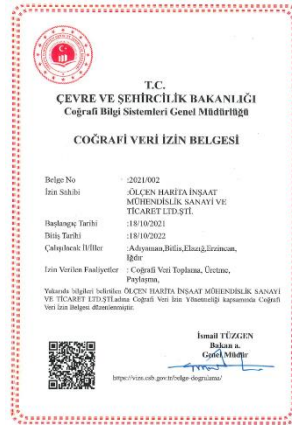 T.C.
ÇEVRE VE ŞEHİRCİLİK BAKANLIĞI
Coğrafi Bilgi Sistemleri Genel Müdürlüğü
COĞRAFİ VERİ İZİN BELGESİ
Belge No :2021/002
İzin Sahibi :ÖLÇEN HARİTA İNŞAAT
MÜHENDİSLİK SANAYİ VE
TİCARET LTD.ŞTİ.
Başlangıç Tarihi :18/10/2021
Bitiş Tarihi :18/10/2022
Çalışılacak İl/İller :Adıyaman,Bitlis,Elazığ,Erzincan,
Iğdır
İzin Verilen Faaliyetler : Coğrafi Veri Toplama, Üretme,
Paylaşma,
Yukarıda bilgileri belirtilen ÖLÇEN HARİTA İNŞAAT MÜHENDİSLİK SANAYİ
VE TİCARET LTD.ŞTİ.adına Coğrafi Veri İzin Yönetmeliği kapsamında Coğrafi
Veri İzin Belgesi düzenlenmiştir.
İsmail TÜZGEN
Bakan a.
Genel Müdür
https://vize.csb.gov.tr/belge-dogrulama/